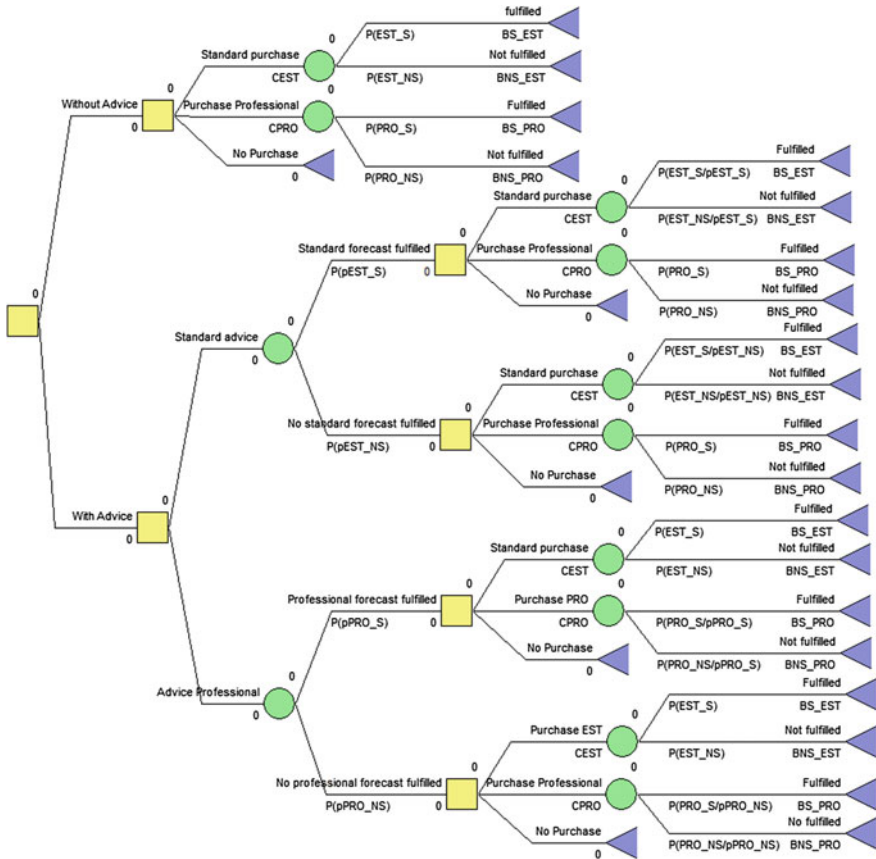 0 fulfilled
0 P(EST_S) BS_EST
Standard purchase Not fulfilled
CEST P(EST_NS) BNS_EST
0 0
Without Advice Purchase Professional Fulfilled
0 CPRO P(PRO_S) BS_PRO
No Purchase Not fulfilled
0 P(PRO_NS) BNS_PRO
0 Fulfilled
P(EST_S/pEST_S) BS_EST
Standard purchase Not fulfilled
CEST P(EST_NS/pEST_S) BNS_EST
0 0
Standard forecast fulfilled Purchase Professional Fulfilled
P(pEST_S) 0 CPRO P(PRO_S) BS_PRO
No Purchase Not fulfilled
0 P(PRO_NS) BNS_PRO
0
0
Standard advice
0
0 Fulfilled
P(EST_S/pEST_NS) BS_EST
Standard purchase Not fulfilled
CEST P(EST_NS/pEST_NS) BNS_EST
0 0
No standard forecast fulfilled Purchase Professional Fulfilled
P(pEST_NS) 0 CPRO P(PRO_S) BS_PRO
No Purchase Not fulfilled
0 P(PRO_NS) BNS_PRO
0
With Advice
0
0 Fulfilled
P(EST_S) BS_EST
Standard purchase Not fulfilled
CEST P(EST_NS) BNS_EST
0 0
Professional forecast fulfilled Purchase PRO Fulfilled
P(pPRO_S) 0 CPRO P(PRO_S/pPRO_S) BS_PRO
No Purchase Not fulfilled
0 P(PRO_NS/pPRO_S) BNS_PRO
0
Advice Professional
0
0 Fulfilled
P(EST_S) BS_EST
Purchase EST Not fulfilled
CEST P(EST_NS) BNS_EST
0 0
No professional forecast fulfilled Purchase Professional Fulfilled
P(pPRO_NS) 0 CPRO P(PRO_S/pPRO_NS) BS_PRO
No Purchase No fulfilled
0 P(PRO_NS/pPRO_NS) BNS_PRO